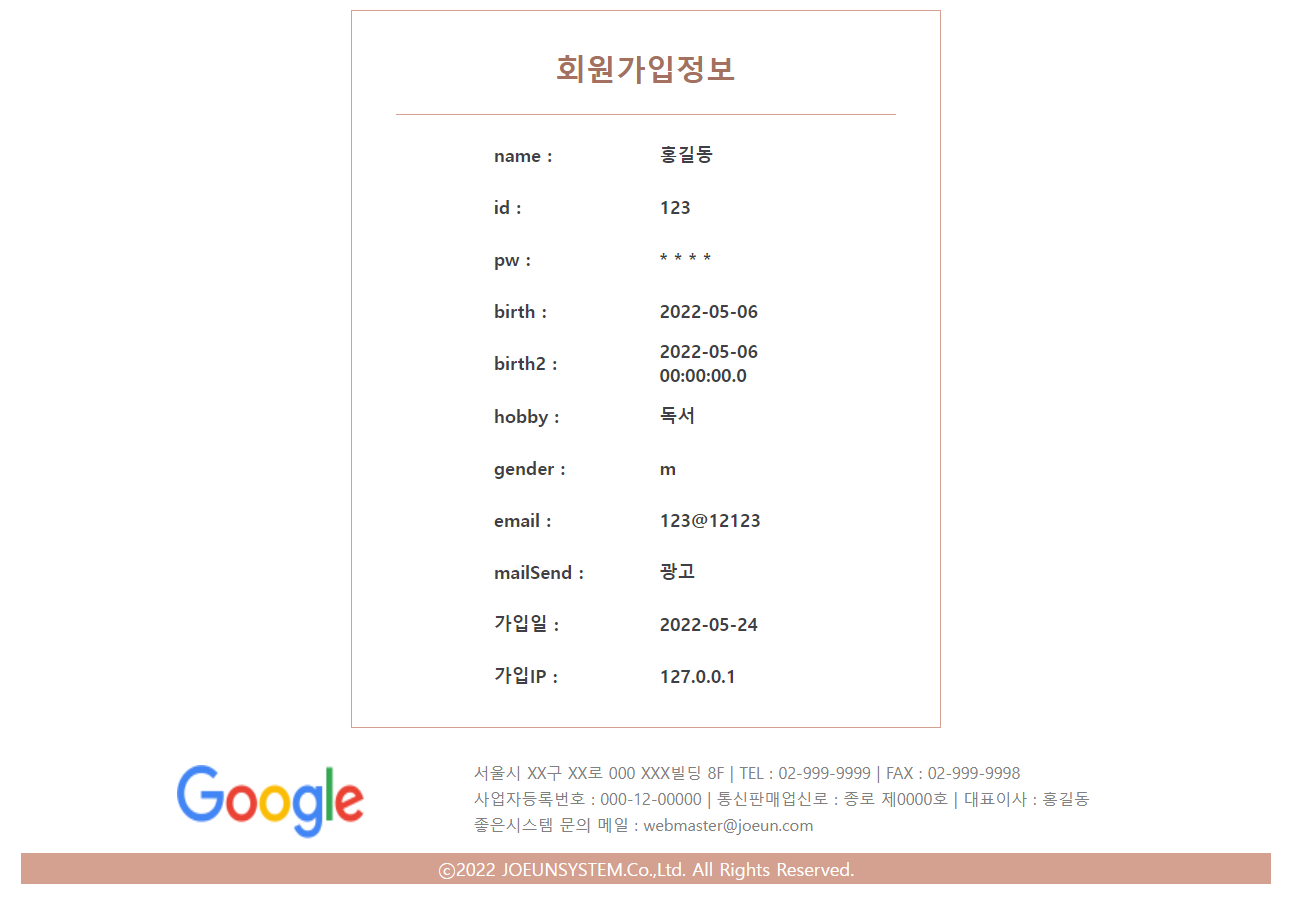 회원가입정보
name : 홍길동
id : 123
pw : * * * *
birth : 2022-05-06
birth2 : 2022-05-06
00:00:00.0
hobby : 독서
gender : m
email : 123@12123
mailSend : 광고
가입일 : 2022-05-24
가입IP : 127.0.0.1
Google
서울시 XX구 XX로 000 XXX빌딩 8F | TEL : 02-999-9999 | FAX : 02-999-9998
사업자등록번호 : 000-12-00000 | 통신판매업신로 : 종로 제0000호 | 대표이사 : 홍길동
좋은시스템 문의 메일 : webmaster@joeun.com
©2022 JOEUNSYSTEM.Co.,Ltd. All Rights Reserved.